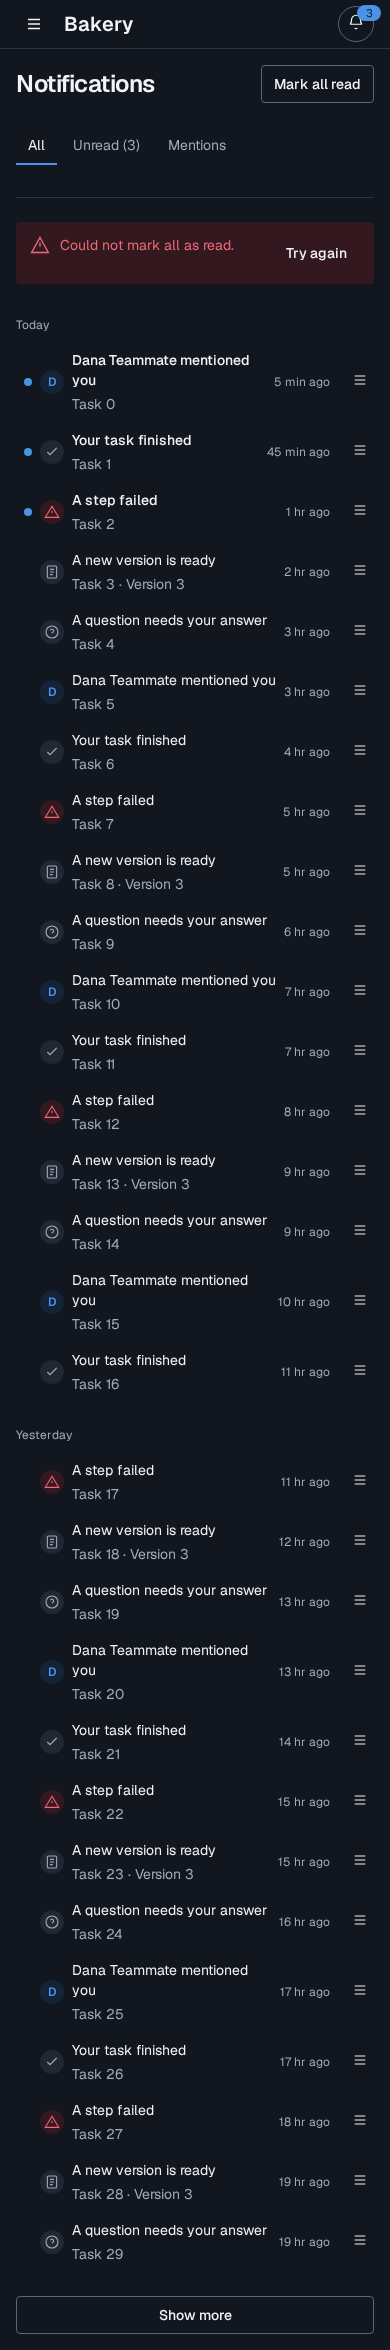 Bakery
3
Notifications
Mark all read
All
Unread (3)
Mentions
Could not mark all as read.
Try again
Today
D
Dana Teammate mentioned
you
Task 0
5 min ago
Your task finished
Task 1
45 min ago
A step failed
Task 2
1 hr ago
A new version is ready
Task 3 · Version 3
2 hr ago
A question needs your answer
Task 4
3 hr ago
D
Dana Teammate mentioned you
Task 5
3 hr ago
Your task finished
Task 6
4 hr ago
A step failed
Task 7
5 hr ago
A new version is ready
Task 8 · Version 3
5 hr ago
A question needs your answer
Task 9
6 hr ago
D
Dana Teammate mentioned you
Task 10
7 hr ago
Your task finished
Task 11
7 hr ago
A step failed
Task 12
8 hr ago
A new version is ready
Task 13 · Version 3
9 hr ago
A question needs your answer
Task 14
9 hr ago
D
Dana Teammate mentioned
you
Task 15
10 hr ago
Your task finished
Task 16
11 hr ago
Yesterday
A step failed
Task 17
11 hr ago
A new version is ready
Task 18 · Version 3
12 hr ago
A question needs your answer
Task 19
13 hr ago
D
Dana Teammate mentioned
you
Task 20
13 hr ago
Your task finished
Task 21
14 hr ago
A step failed
Task 22
15 hr ago
A new version is ready
Task 23 · Version 3
15 hr ago
A question needs your answer
Task 24
16 hr ago
D
Dana Teammate mentioned
you
Task 25
17 hr ago
Your task finished
Task 26
17 hr ago
A step failed
Task 27
18 hr ago
A new version is ready
Task 28 · Version 3
19 hr ago
A question needs your answer
Task 29
19 hr ago
Show more